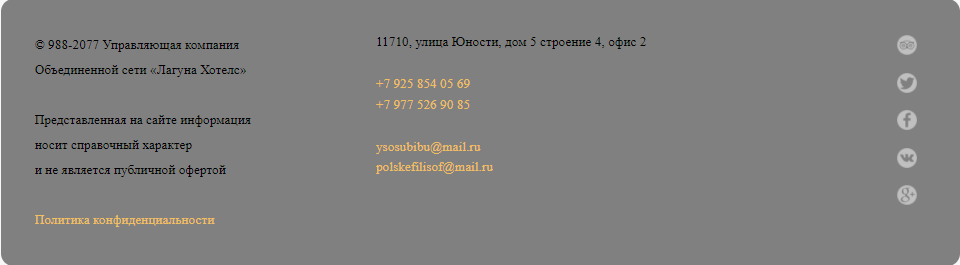 © 988-2077 Управляющая компания
Объединенной сети «Лагуна Хотелс»
Представленная на сайте информация
носит справочный характер
и не является публичной офертой
Политика конфиденциальности
11710, улица Юности, дом 5 строение 4, офис 2
+7 925 854 05 69
+7 977 526 90 85
ysosubibu@mail.ru
polskefilisof@mail.ru